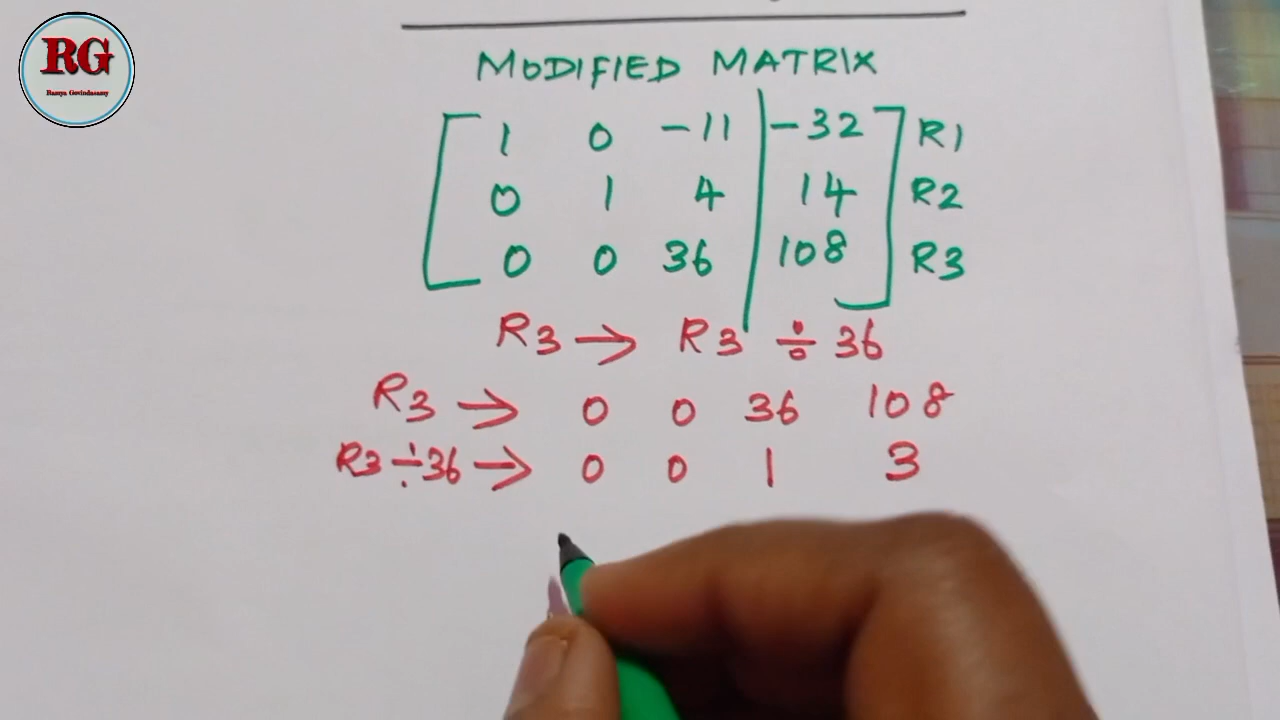 RG
Ramya Govindasamy
MODIFIED MATRIX
1 0 -11 -32 R1
0 1 4 14 R2
0 0 36 108 R3
R3 → R3 ÷ 36
R3 → 0 0 36 108
R3 ÷ 36 → 0 0 1 3